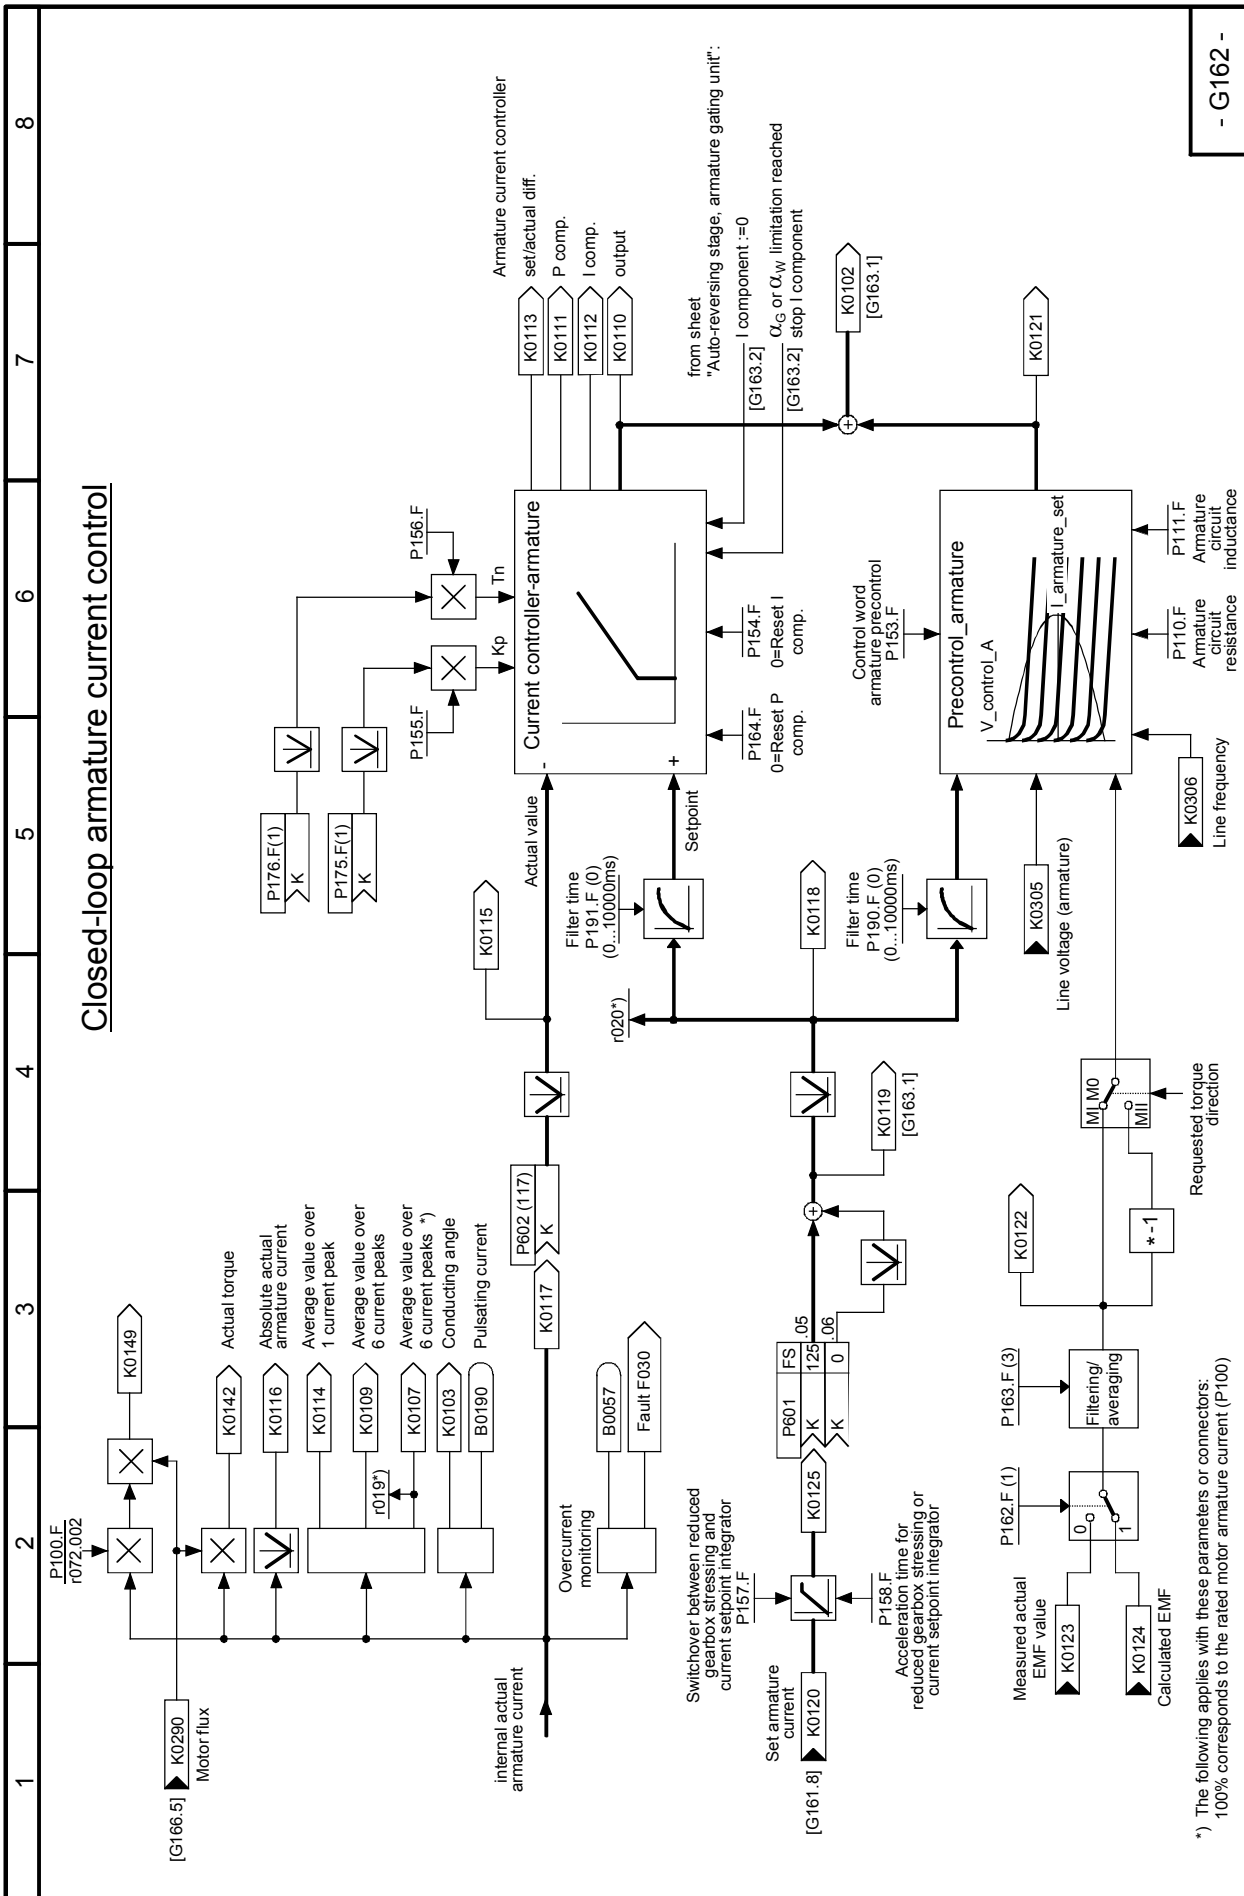 1
2
3
4
5
6
7
8
Closed-loop armature current control
[G166.5]
K0290
Motor flux
P100.F
r072.002
K0149
K0142
Actual torque
K0116
Absolute actual
armature current
K0114
Average value over
1 current peak
K0109
Average value over
6 current peaks
r019*)
K0107
Average value over
6 current peaks *)
K0103
Conducting angle
B0190
Pulsating current
internal actual
armature current
Overcurrent
monitoring
B0057
Fault F030
K0117
P602 (117)
K
K0115
Actual value
P176.F(1)
K
P175.F(1)
K
P155.F
P156.F
Kp
Tn
Current controller-armature
-
+
Setpoint
Filter time
P191.F (0)
(0...10000ms)
r020*)
P164.F
0=Reset P
comp.
P154.F
0=Reset I
comp.
Armature current controller
K0113
set/actual diff.
K0111
P comp.
K0112
I comp.
K0110
output
from sheet
"Auto-reversing stage, armature gating unit":
[G163.2]
I component :=0
[G163.2]
αG or αW limitation reached
stop I component
K0102
[G163.1]
[G161.8]
Set armature
current
K0120
Switchover between reduced
gearbox stressing and
current setpoint integrator
P157.F
P158.F
Acceleration time for
reduced gearbox stressing or
current setpoint integrator
K0125
P601
FS
K
125
.05
K
0
.06
+
K0119
[G163.1]
K0118
Filter time
P190.F (0)
(0...10000ms)
Control word
armature precontrol
P153.F
Precontrol_armature
V_control_A
I_armature_set
+
K0121
K0305
Line voltage (armature)
K0306
Line frequency
P110.F
Armature
circuit
resistance
P111.F
Armature
circuit
inductance
Measured actual
EMF value
K0123
K0124
Calculated EMF
P162.F (1)
0
1
P163.F (3)
Filtering/
averaging
K0122
*-1
MI M0
MII
Requested torque
direction
*) The following applies with these parameters or connectors:
100% corresponds to the rated motor armature current (P100)
- G162 -